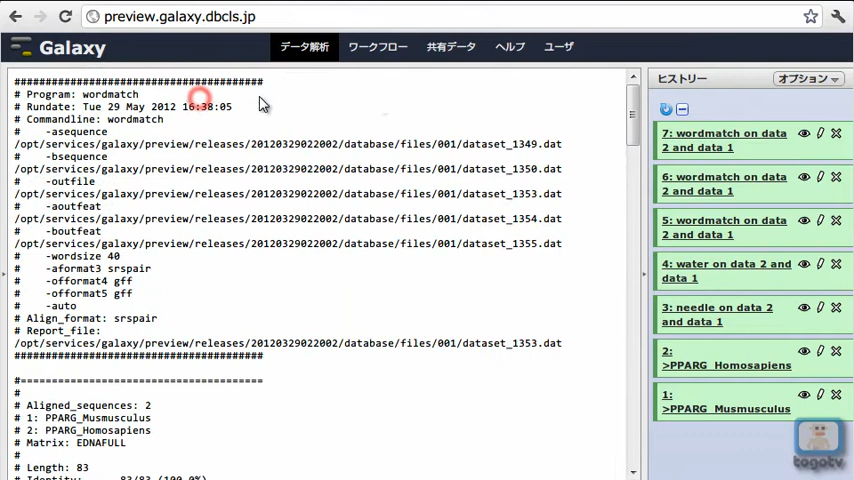 preview.galaxy.dbcls.jp
Galaxy
データ解析 ワークフロー 共有データ ヘルプ ユーザ
########################################
# Program: wordmatch
# Rundate: Tue 29 May 2012 16:38:05
# Commandline: wordmatch
#    -asequence
/opt/services/galaxy/preview/releases/20120329022002/database/files/001/dataset_1349.dat
#    -bsequence
/opt/services/galaxy/preview/releases/20120329022002/database/files/001/dataset_1350.dat
#    -outfile
/opt/services/galaxy/preview/releases/20120329022002/database/files/001/dataset_1353.dat
#    -aoutfeat
/opt/services/galaxy/preview/releases/20120329022002/database/files/001/dataset_1354.dat
#    -boutfeat
/opt/services/galaxy/preview/releases/20120329022002/database/files/001/dataset_1355.dat
#    -wordsize 40
#    -aformat3 srspair
#    -offormat4 gff
#    -offormat5 gff
#    -auto
# Align_format: srspair
# Report_file:
/opt/services/galaxy/preview/releases/20120329022002/database/files/001/dataset_1353.dat
########################################
#=======================================
#
# Aligned_sequences: 2
# 1: PPARG_Musmusculus
# 2: PPARG_Homosapiens
# Matrix: EDNAFULL
#
# Length: 83
# Identity:      83/83 (100.0%)
ヒストリー オプション
7: wordmatch on data
2 and data 1
6: wordmatch on data
2 and data 1
5: wordmatch on data
2 and data 1
4: water on data 2 and
data 1
3: needle on data 2
and data 1
2:
>PPARG_Homosapiens
1:
>PPARG_Musmusculus
togotv